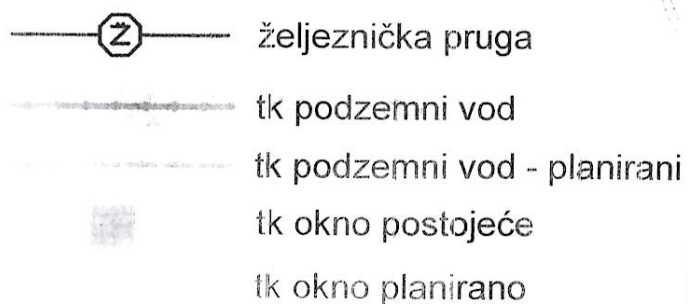 Ž željeznička pruga
tk podzemni vod
tk podzemni vod - planirani
tk okno postojeće
tk okno planirano